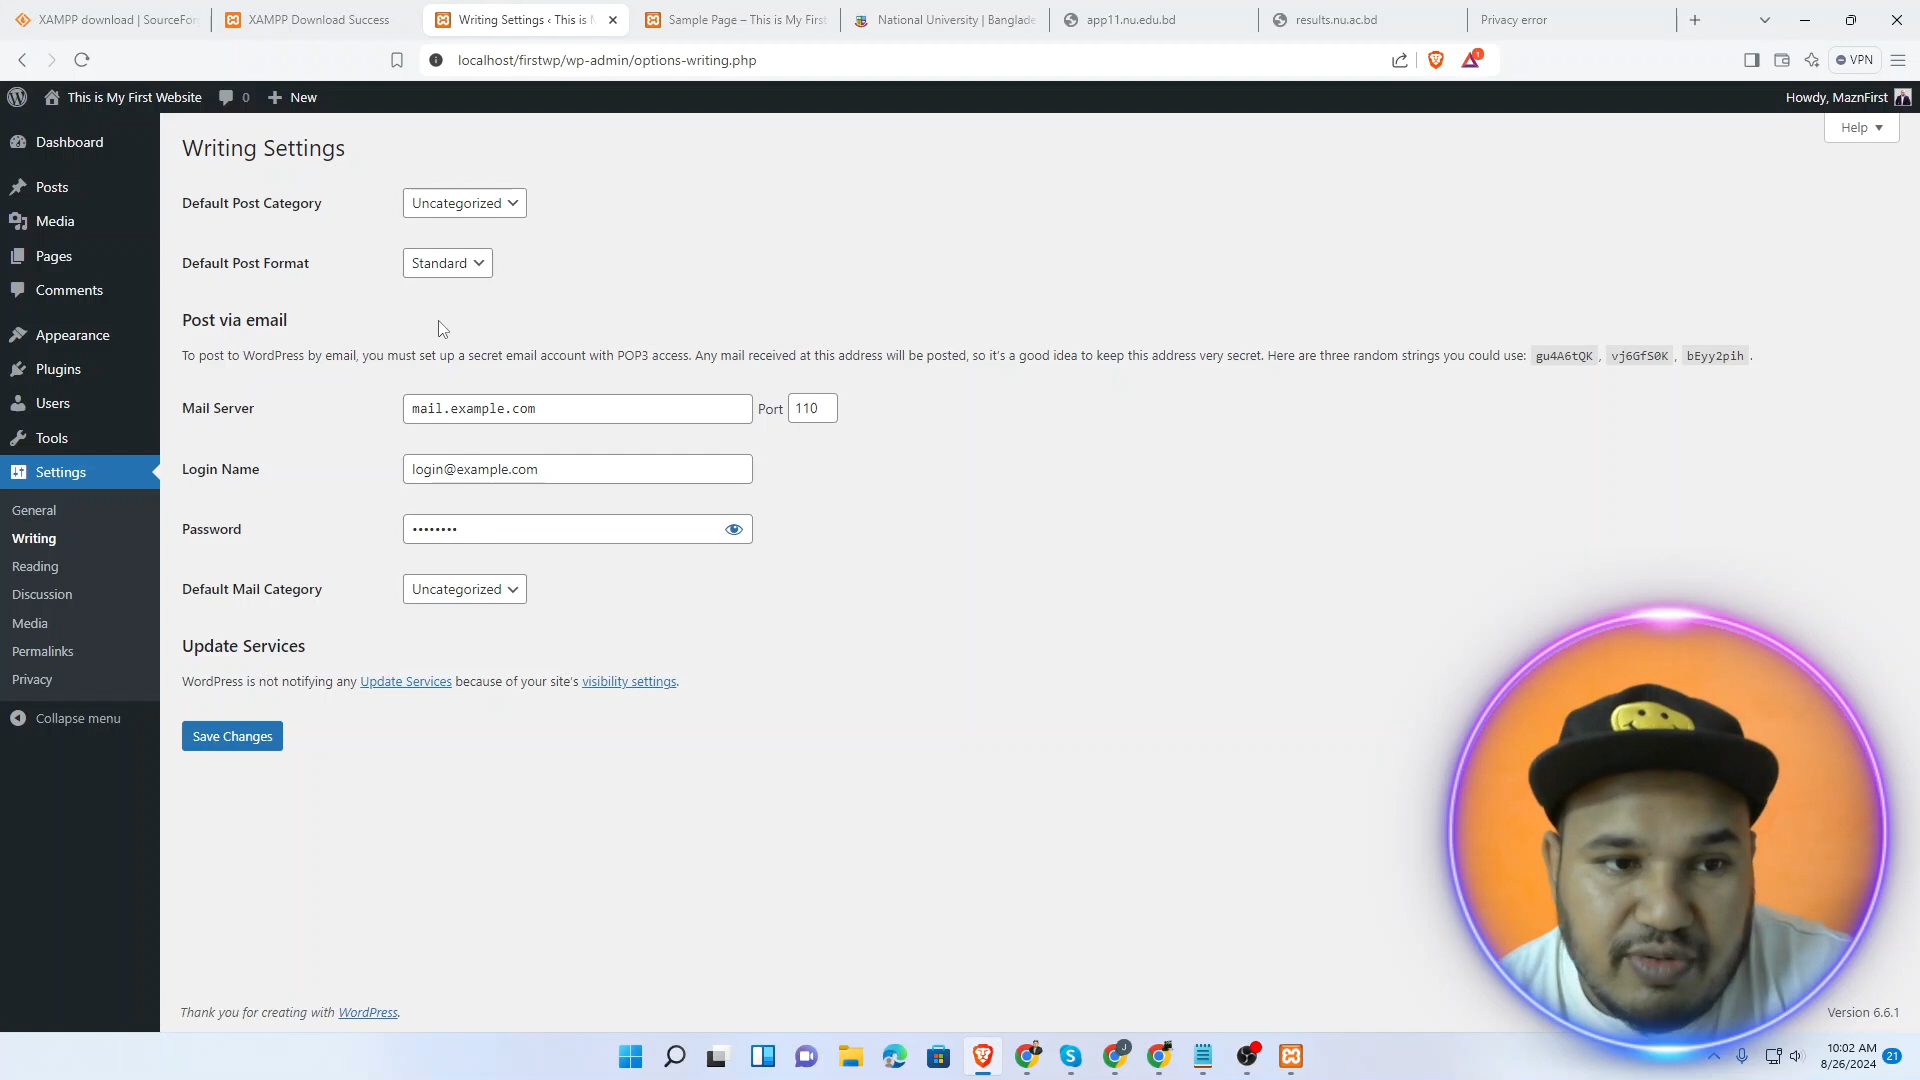 XAMPP download | SourceFor
XAMPP Download Success
Writing Settings ‹ This is M
Sample Page – This is My First
National University | Banglade
app11.nu.edu.bd
results.nu.ac.bd
Privacy error
localhost/firstwp/wp-admin/options-writing.php
1
VPN
This is My First Website
0
New
Howdy, MaznFirst
Help
Dashboard
Posts
Media
Pages
Comments
Appearance
Plugins
Users
Tools
Settings
General
Writing
Reading
Discussion
Media
Permalinks
Privacy
Collapse menu
Writing Settings
Default Post Category Uncategorized
Default Post Format Standard
Post via email
To post to WordPress by email, you must set up a secret email account with POP3 access. Any mail received at this address will be posted, so it's a good idea to keep this address very secret. Here are three random strings you could use: gu4A6tQK , vj6GfS0K , bEyy2pih .
Mail Server mail.example.com Port 110
Login Name login@example.com
Password ••••••••
Default Mail Category Uncategorized
Update Services
WordPress is not notifying any Update Services because of your site's visibility settings.
Save Changes
Thank you for creating with WordPress.
Version 6.6.1
J
10:02 AM
8/26/2024
21